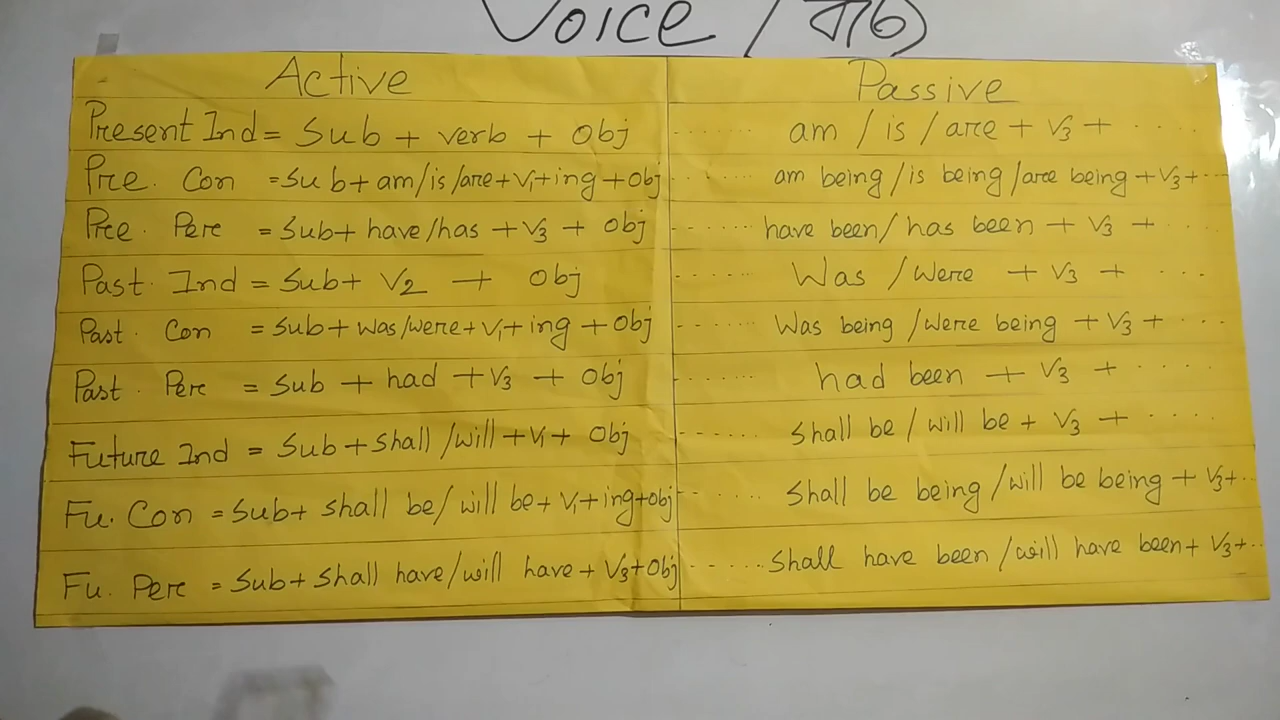 Voice / বাচ্য
Active Passive
Present Ind = Sub + verb + Obj ........ am / is / are + V3 + ....
Pre. Con = Sub + am/is/are + V1 + ing + Obj ........ am being / is being / are being + V3 + ....
Pre. Perc = Sub + have/has + V3 + Obj ........ have been / has been + V3 + ....
Past. Ind = Sub + V2 + Obj ........ Was / Were + V3 + ....
Past. Con = Sub + was/were + V1 + ing + Obj ........ Was being / Were being + V3 + ....
Past. Perc = Sub + had + V3 + Obj ........ had been + V3 + ....
Future Ind = Sub + Shall / will + V1 + Obj ........ Shall be / will be + V3 + ....
Fu. Con = Sub + shall be / will be + V1 + ing + obj ........ Shall be being / will be being + V3 + ..
Fu. Perc = Sub + Shall have / will have + V3 + Obj ........ Shall have been / will have been + V3 + ..